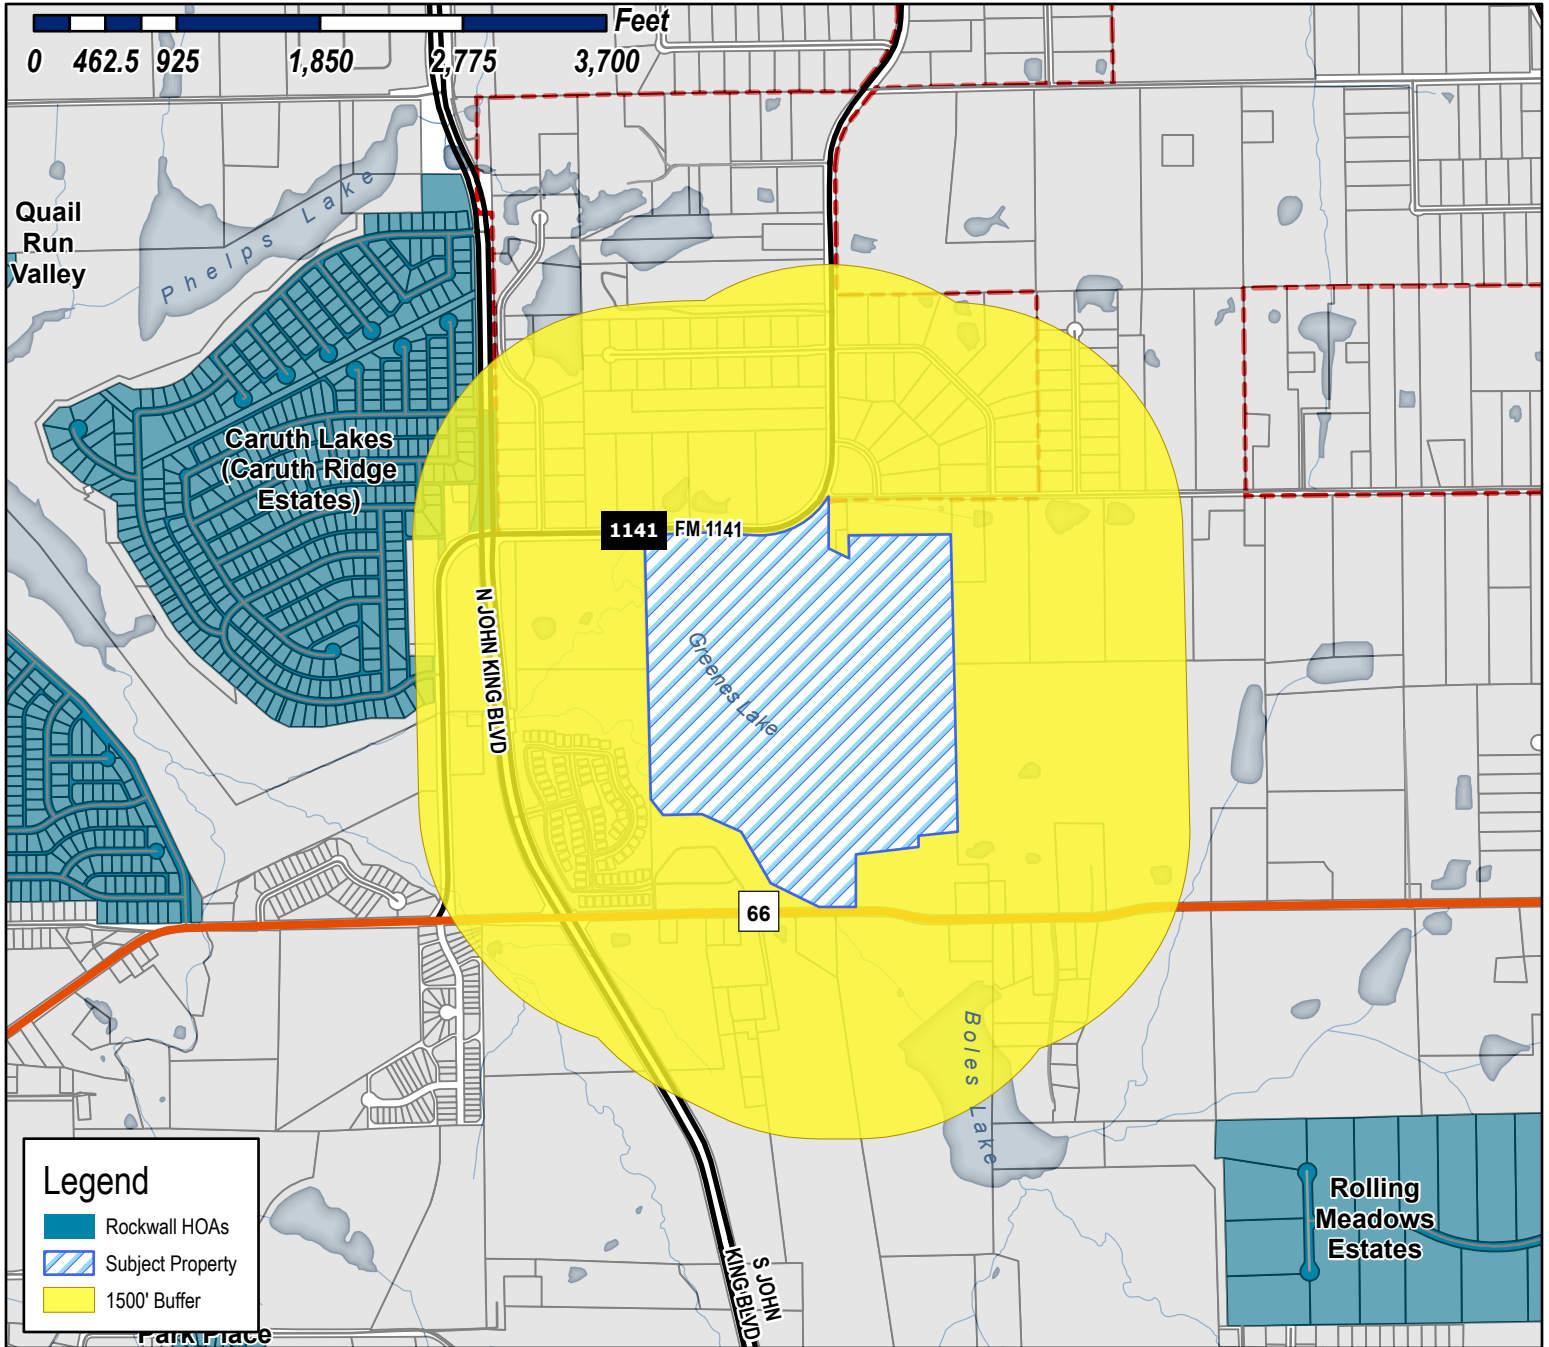 Feet
0 462.5 925 1,850 2,775 3,700
Quail
Run
Valley
Phelps Lake
Caruth Lakes
(Caruth Ridge
Estates)
1141 FM 1141
N JOHN KING BLVD
Greenes Lake
66
Boles Lake
Rolling
Meadows
Estates
S JOHN
KING BLVD
Legend
Rockwall HOAs
Subject Property
1500' Buffer
Park Place